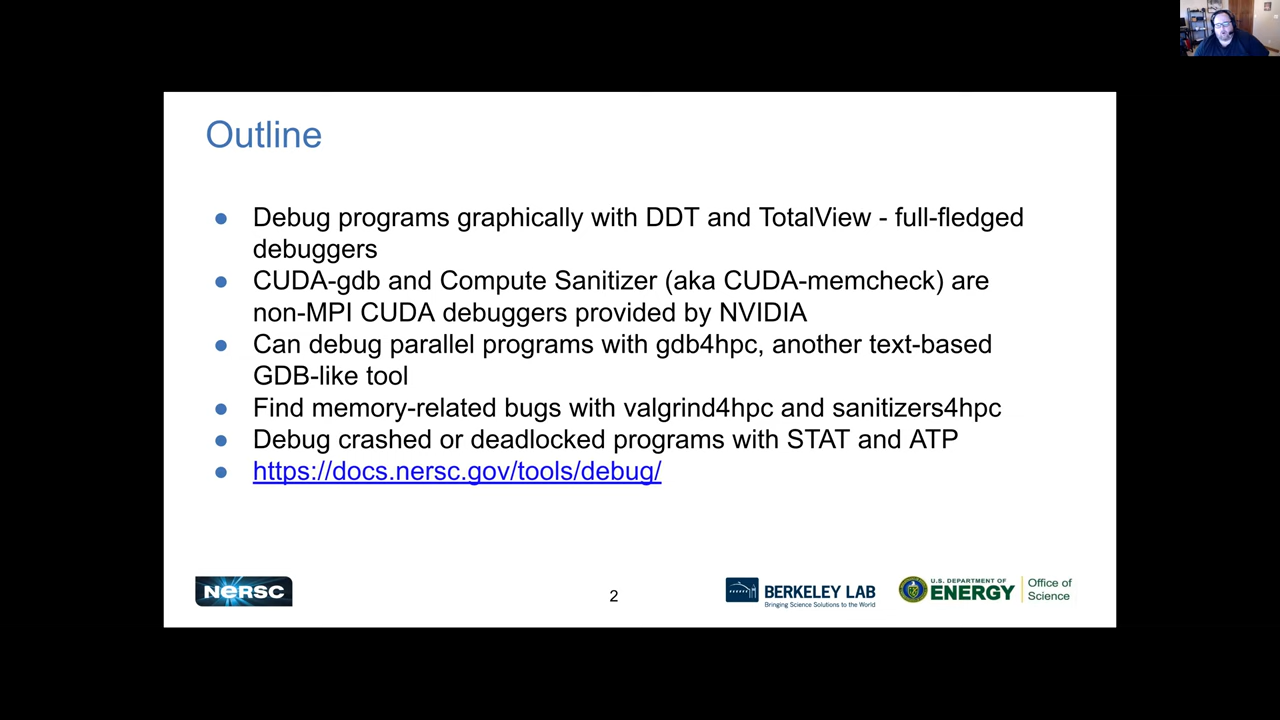 Outline
● Debug programs graphically with DDT and TotalView - full-fledged
debuggers
● CUDA-gdb and Compute Sanitizer (aka CUDA-memcheck) are
non-MPI CUDA debuggers provided by NVIDIA
● Can debug parallel programs with gdb4hpc, another text-based
GDB-like tool
● Find memory-related bugs with valgrind4hpc and sanitizers4hpc
● Debug crashed or deadlocked programs with STAT and ATP
● https://docs.nersc.gov/tools/debug/
NERSC
2
BERKELEY LAB
Bringing Science Solutions to the World
U.S. DEPARTMENT OF
ENERGY
Office of
Science